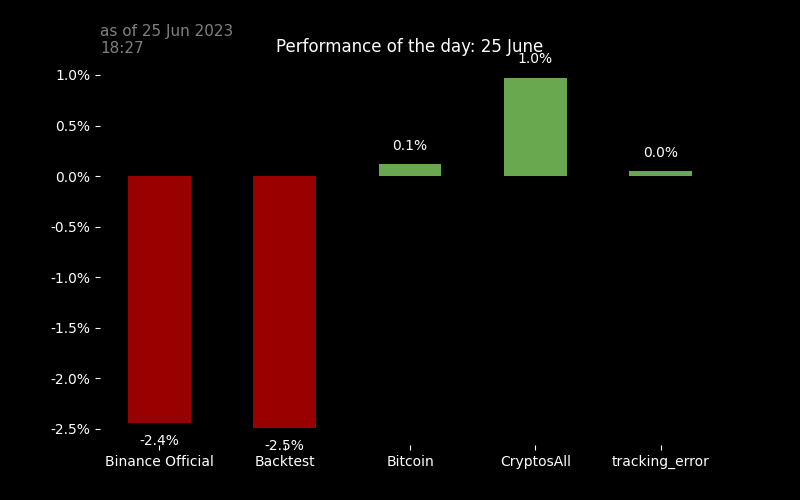 as of 25 Jun 2023
18:27
Performance of the day: 25 June
1.0%
0.5%
0.0%
-0.5%
-1.0%
-1.5%
-2.0%
-2.5%
-2.4%
-2.5%
0.1%
1.0%
0.0%
Binance Official
Backtest
Bitcoin
CryptosAll
tracking_error